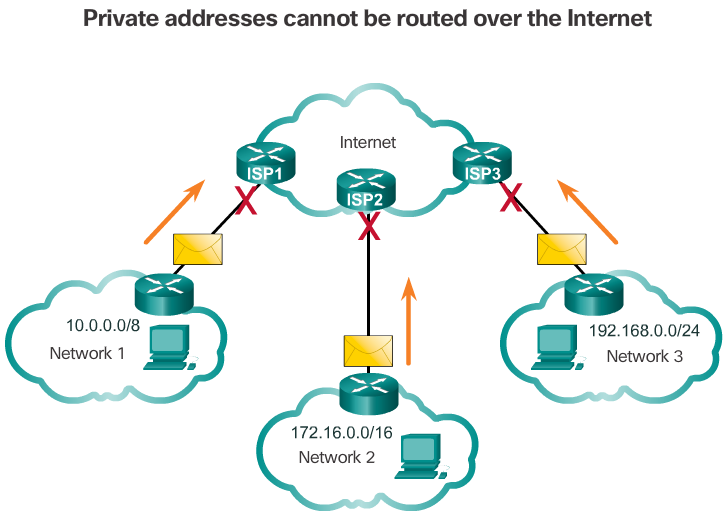 Private addresses cannot be routed over the Internet
Internet
ISP1
ISP2
ISP3
10.0.0.0/8
Network 1
172.16.0.0/16
Network 2
192.168.0.0/24
Network 3